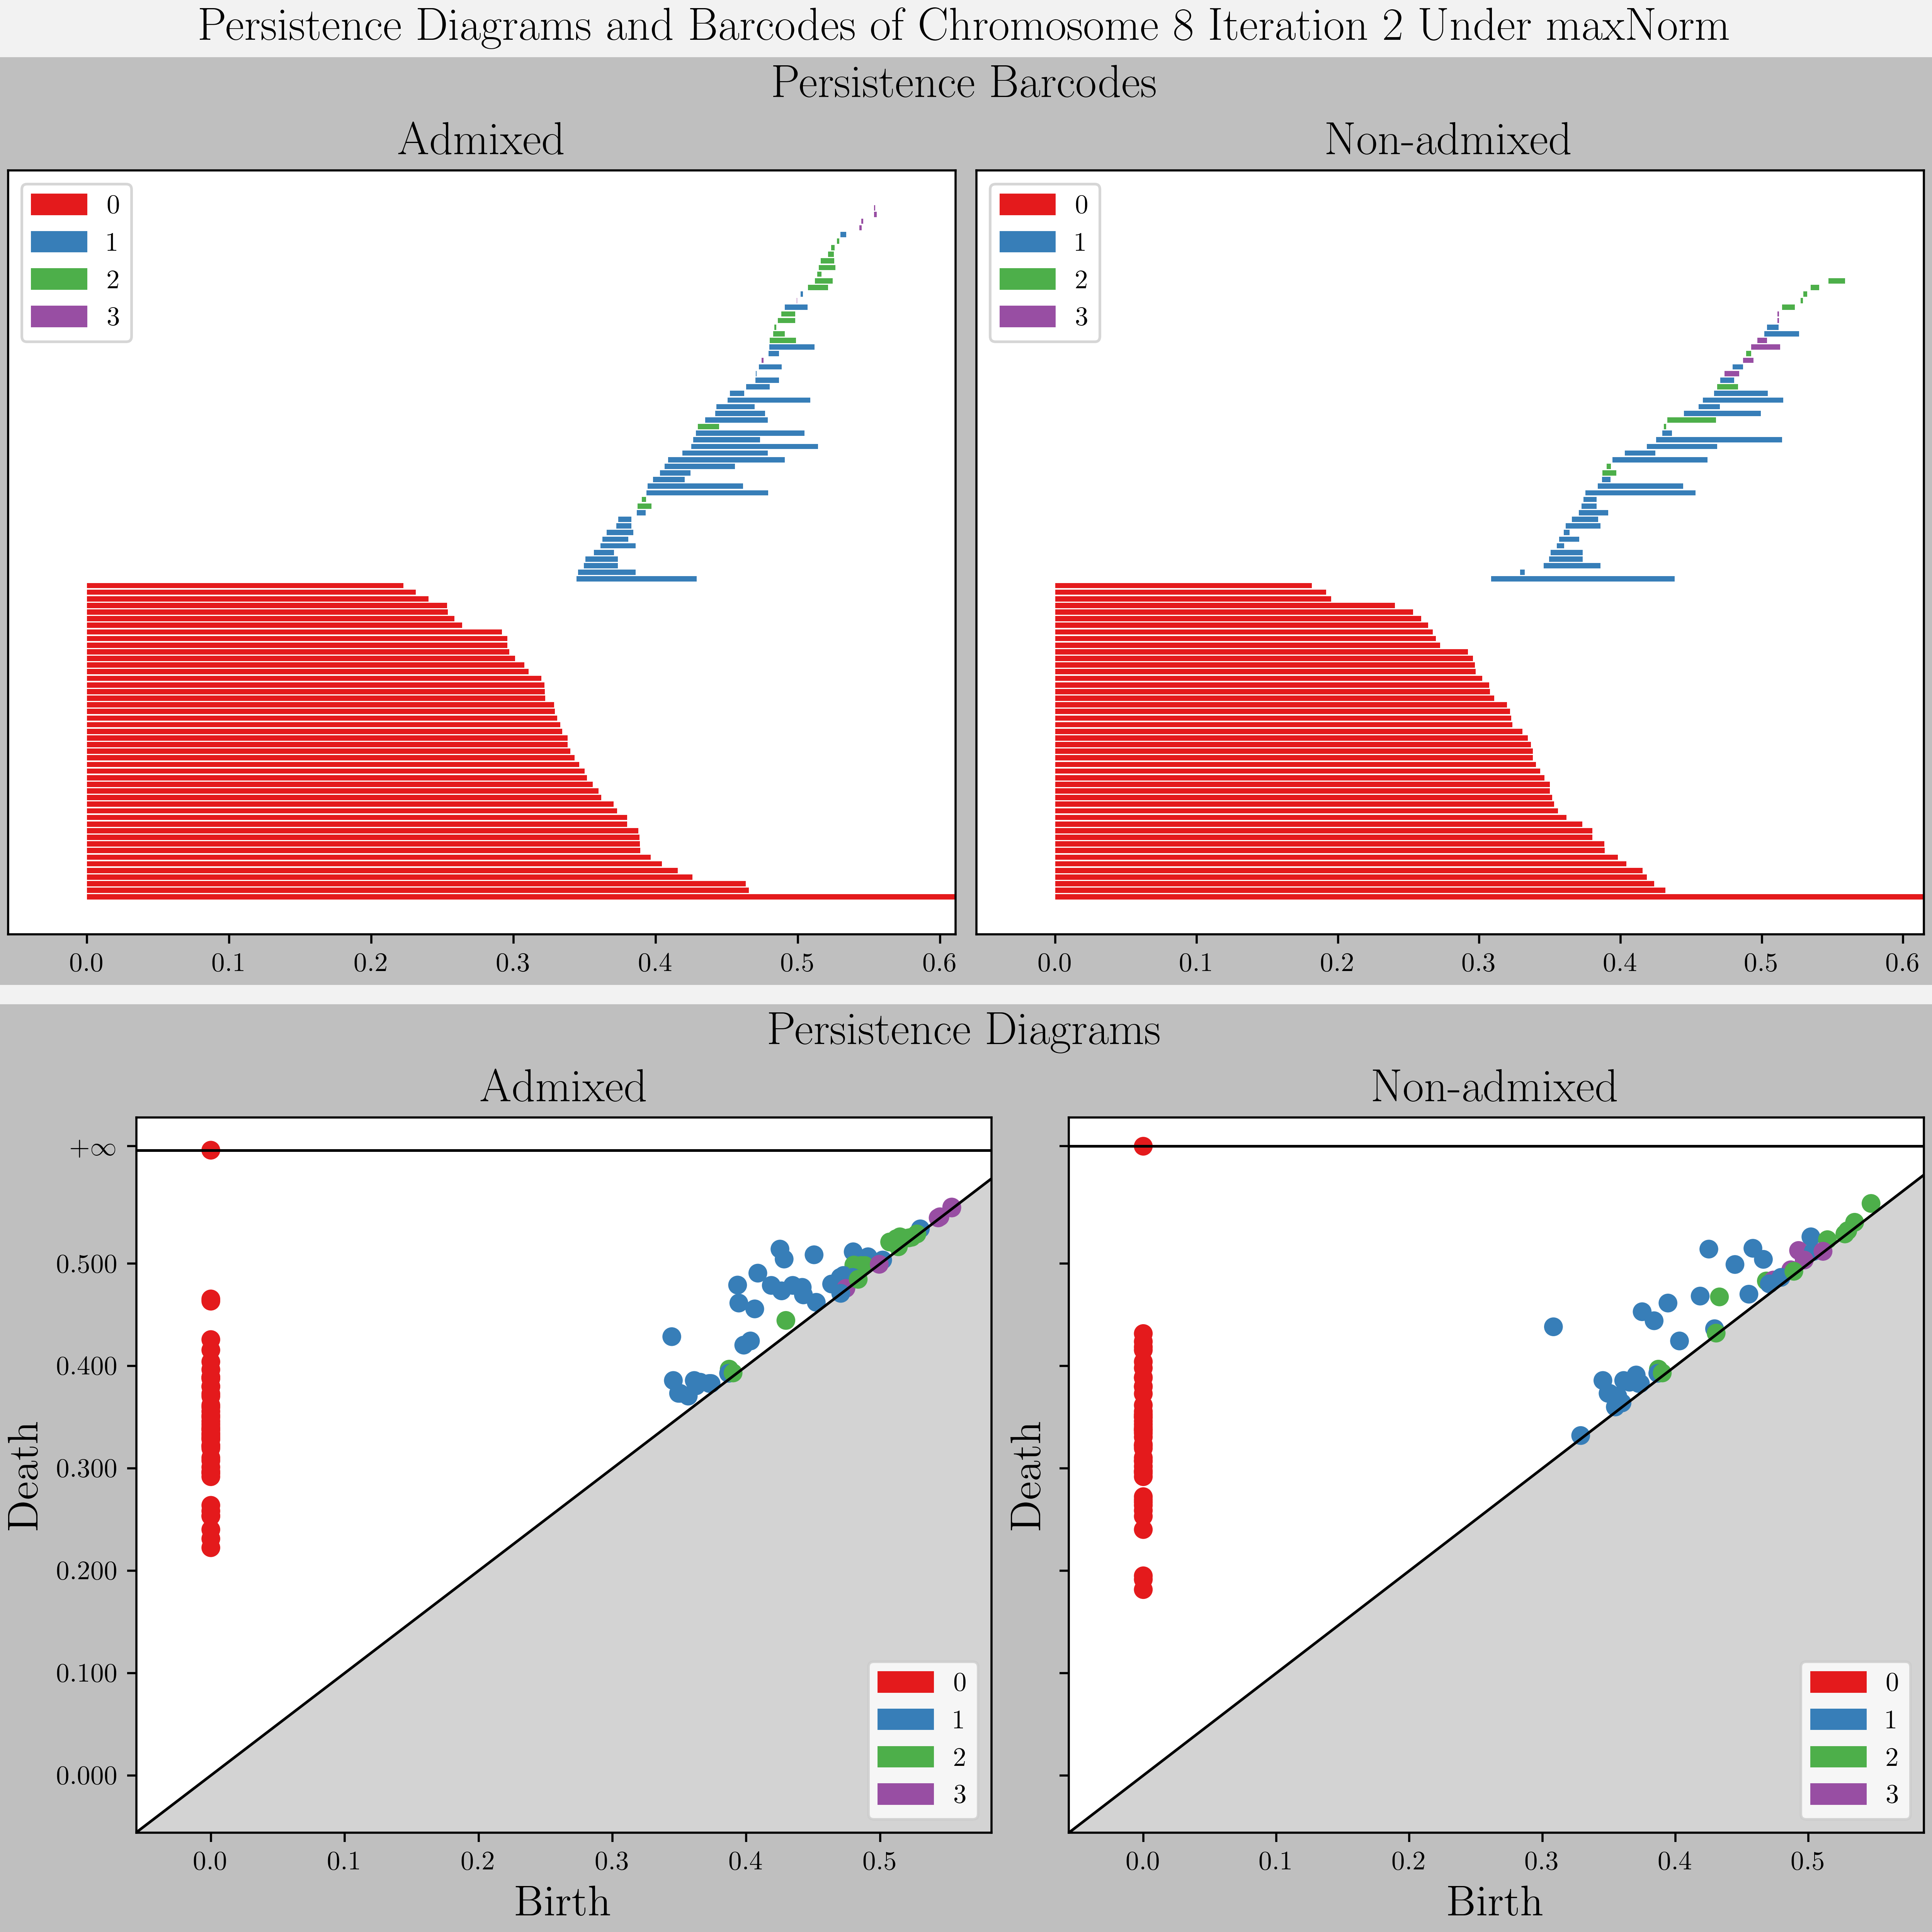 Persistence Diagrams and Barcodes of Chromosome 8 Iteration 2 Under maxNorm
Persistence Barcodes
Admixed
Non-admixed
0
1
2
3
0
1
2
3
0.0 0.1 0.2 0.3 0.4 0.5 0.6
0.0 0.1 0.2 0.3 0.4 0.5 0.6
Persistence Diagrams
Admixed
Non-admixed
+∞
0.500
0.400
0.300
0.200
0.100
0.000
Death
Death
0
1
2
3
0
1
2
3
0.0 0.1 0.2 0.3 0.4 0.5
0.0 0.1 0.2 0.3 0.4 0.5
Birth
Birth